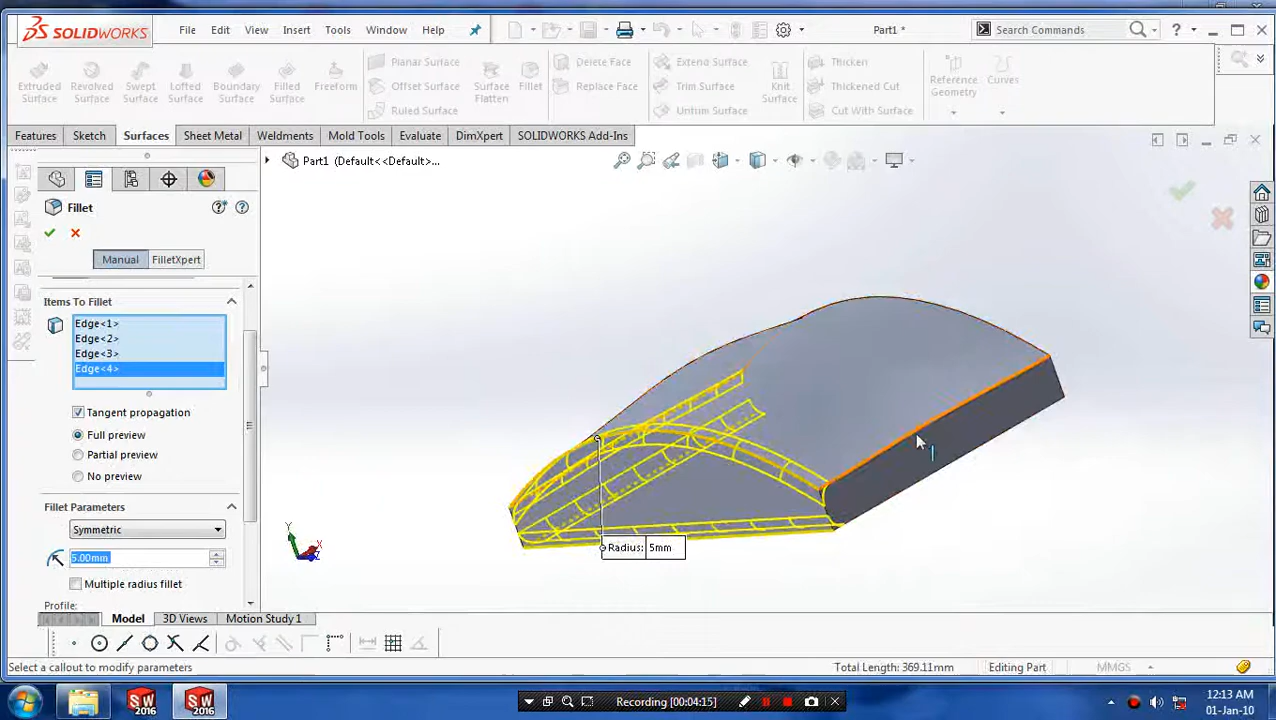 SOLIDWORKS
File Edit View Insert Tools Window Help
Part1 *
Search Commands
Extruded Surface
Revolved Surface
Swept Surface
Lofted Surface
Boundary Surface
Filled Surface
Freeform
Planar Surface
Offset Surface
Ruled Surface
Surface Flatten
Fillet
Delete Face
Replace Face
Extend Surface
Trim Surface
Untrim Surface
Knit Surface
Thicken
Thickened Cut
Cut With Surface
Reference Geometry
Curves
Features Sketch Surfaces Sheet Metal Weldments Mold Tools Evaluate DimXpert SOLIDWORKS Add-Ins
Part1 (Default<<Default>...
Fillet
Manual FilletXpert
Items To Fillet
Edge<1>
Edge<2>
Edge<3>
Edge<4>
Tangent propagation
Full preview
Partial preview
No preview
Fillet Parameters
Symmetric
5.00mm
Multiple radius fillet
Profile:
Radius: 5mm
Y
X
Z
Model 3D Views Motion Study 1
Select a callout to modify parameters
Total Length: 369.11mm Editing Part MMGS
SW 2016
SW 2016
Recording [00:04:15]
12:13 AM
01-Jan-10